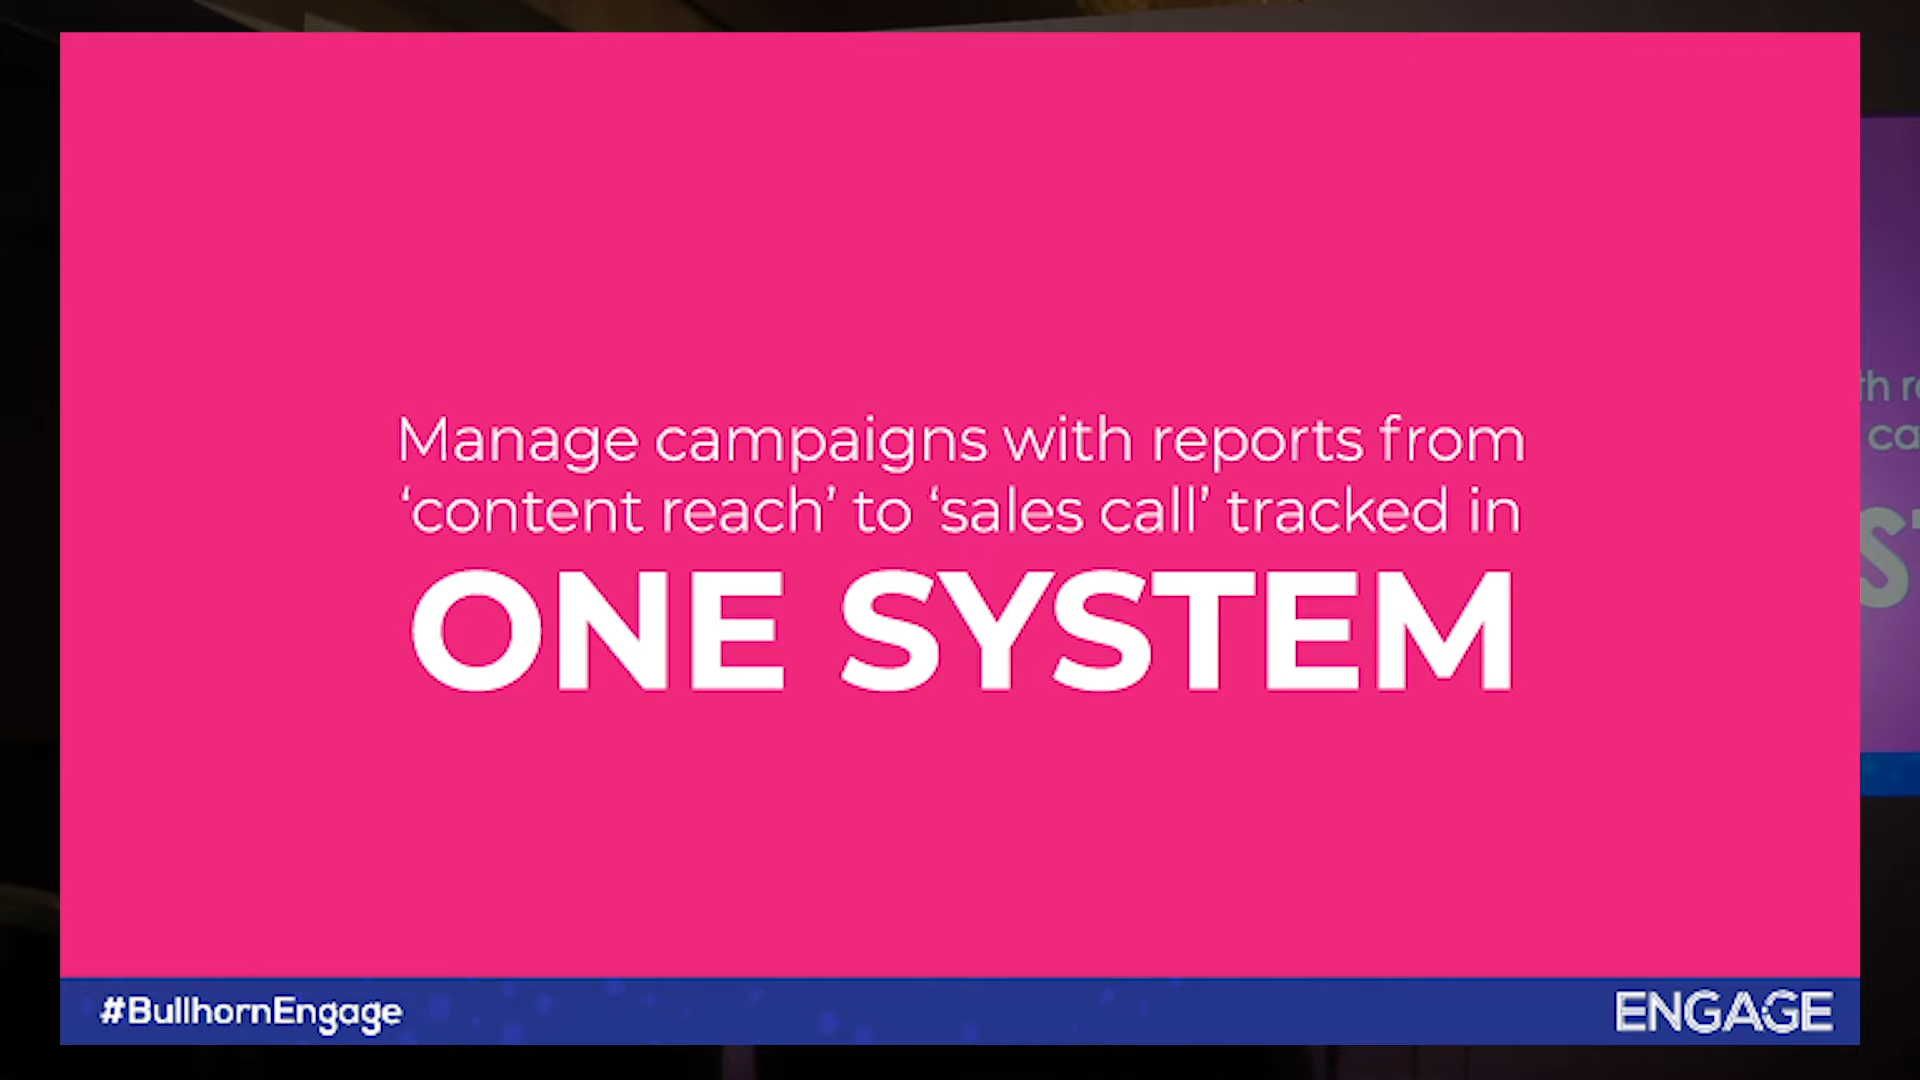 Manage campaigns with reports from
‘content reach’ to ‘sales call’ tracked in
ONE SYSTEM
#BullhornEngage
ENGAGE